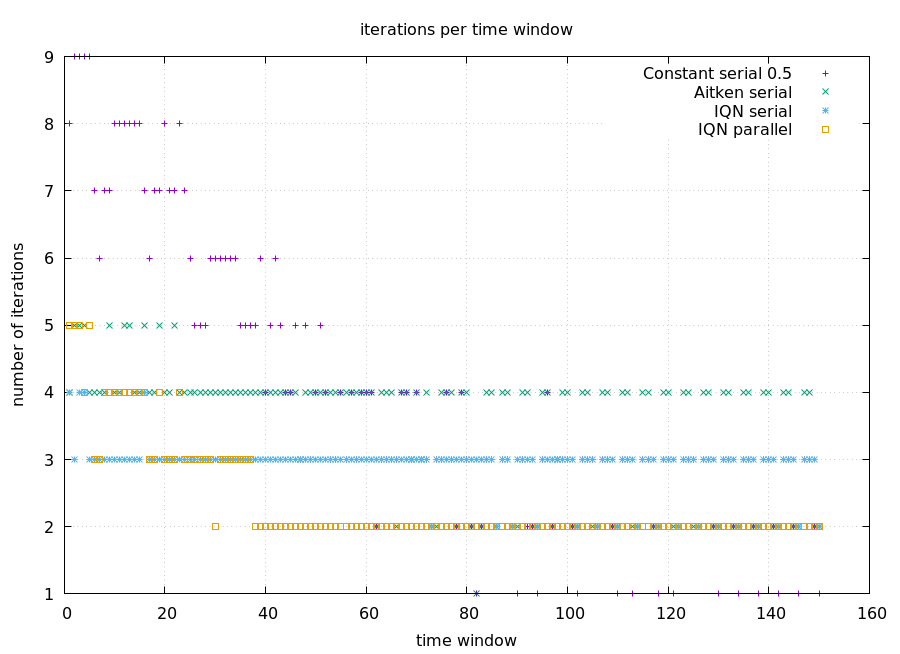 iterations per time window
Constant serial 0.5
Aitken serial
IQN serial
IQN parallel
number of iterations
9
8
7
6
5
4
3
2
1
0 20 40 60 80 100 120 140 160
time window